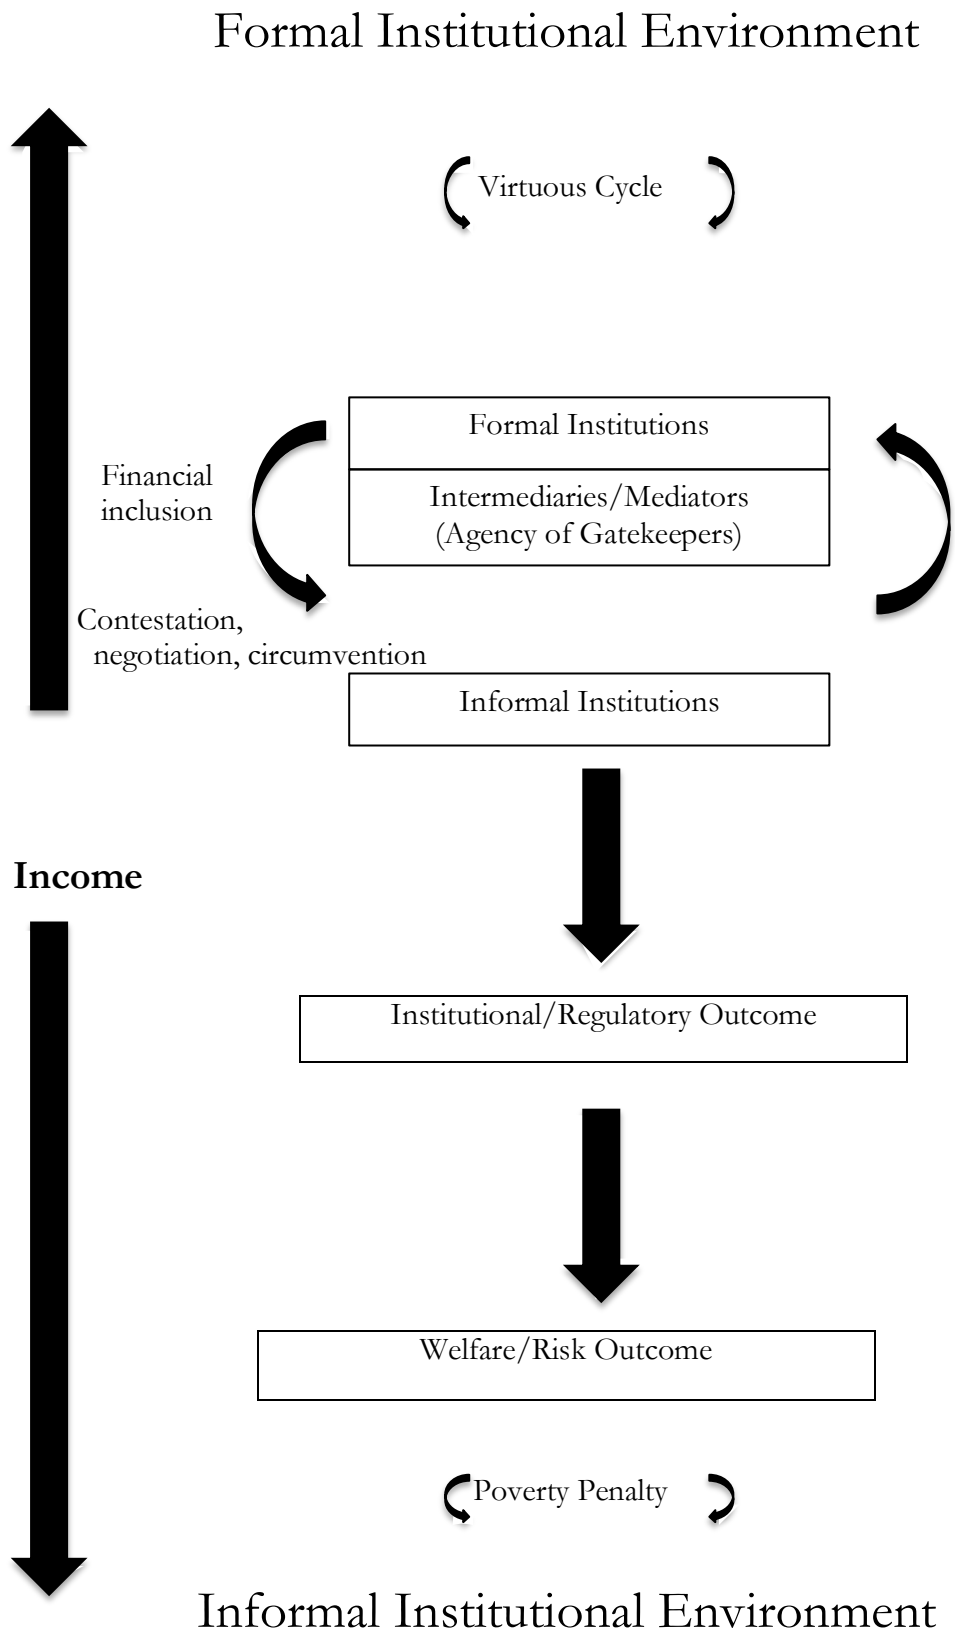 Formal Institutional Environment
Virtuous Cycle
Formal Institutions
Financial
inclusion
Intermediaries/Mediators
(Agency of Gatekeepers)
Contestation,
negotiation, circumvention
Informal Institutions
Income
Institutional/Regulatory Outcome
Welfare/Risk Outcome
Poverty Penalty
Informal Institutional Environment